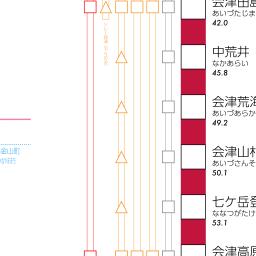 会津田島
あいづたじま
42.0
中荒井
なかあらい
45.8
会津荒海
あいづあらか
49.2
会津山村
あいづさんそ
50.1
金山町
七ケ岳登
ななつがたけ
53.1
会津高原